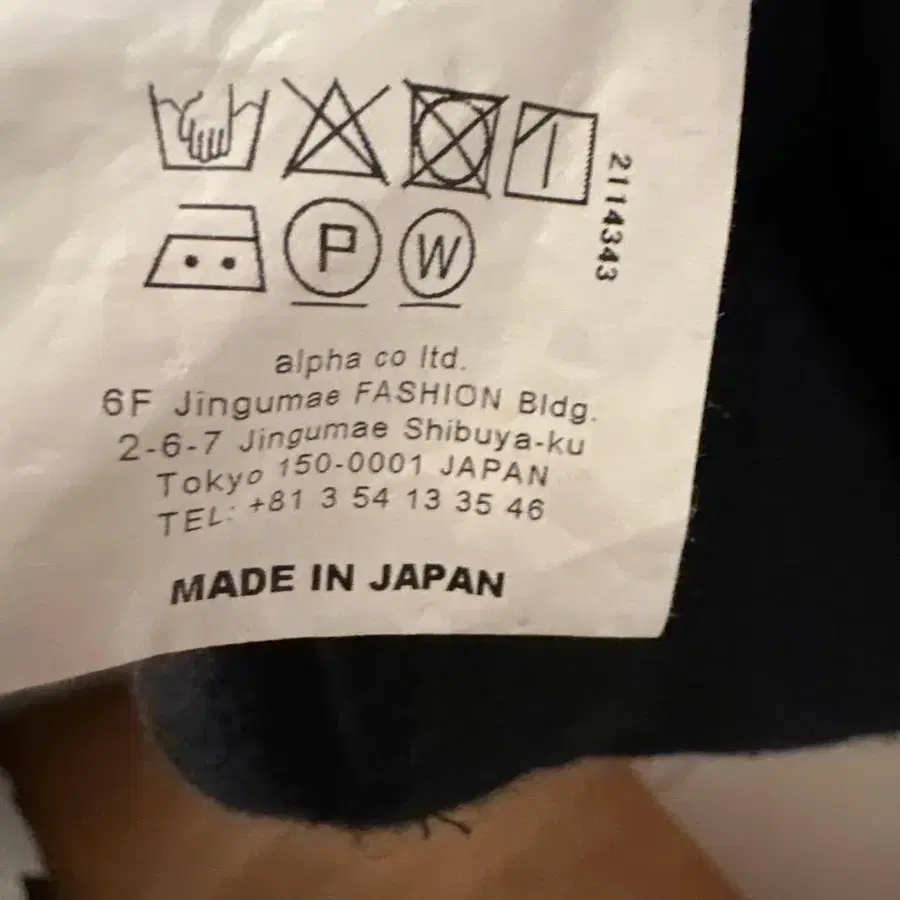 2114343
P W
alpha co ltd.
6F Jingumae FASHION Bldg.
2-6-7 Jingumae Shibuya-ku
Tokyo 150-0001 JAPAN
TEL: +81 3 54 13 35 46
MADE IN JAPAN